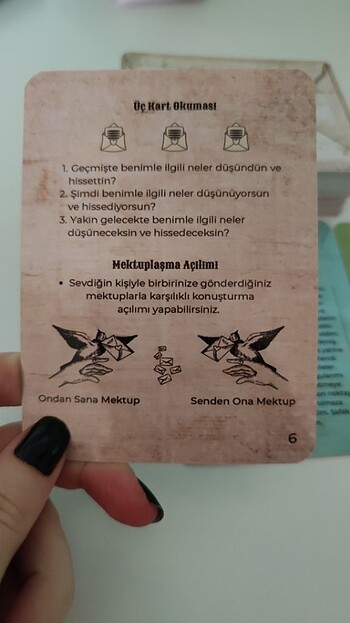 Üç Kart Okuması
1. Geçmişte benimle ilgili neler düşündün ve
hissettin?
2. Şimdi benimle ilgili neler düşünüyorsun
ve hissediyorsun?
3. Yakın gelecekte benimle ilgili neler
düşüneceksin ve hissedeceksin?
Mektuplaşma Açılımı
• Sevdiğin kişiyle birbirinize gönderdiğiniz
mektuplarla karşılıklı konuşturma
açılımı yapabilirsiniz.
Ondan Sana Mektup
Senden Ona Mektup
6